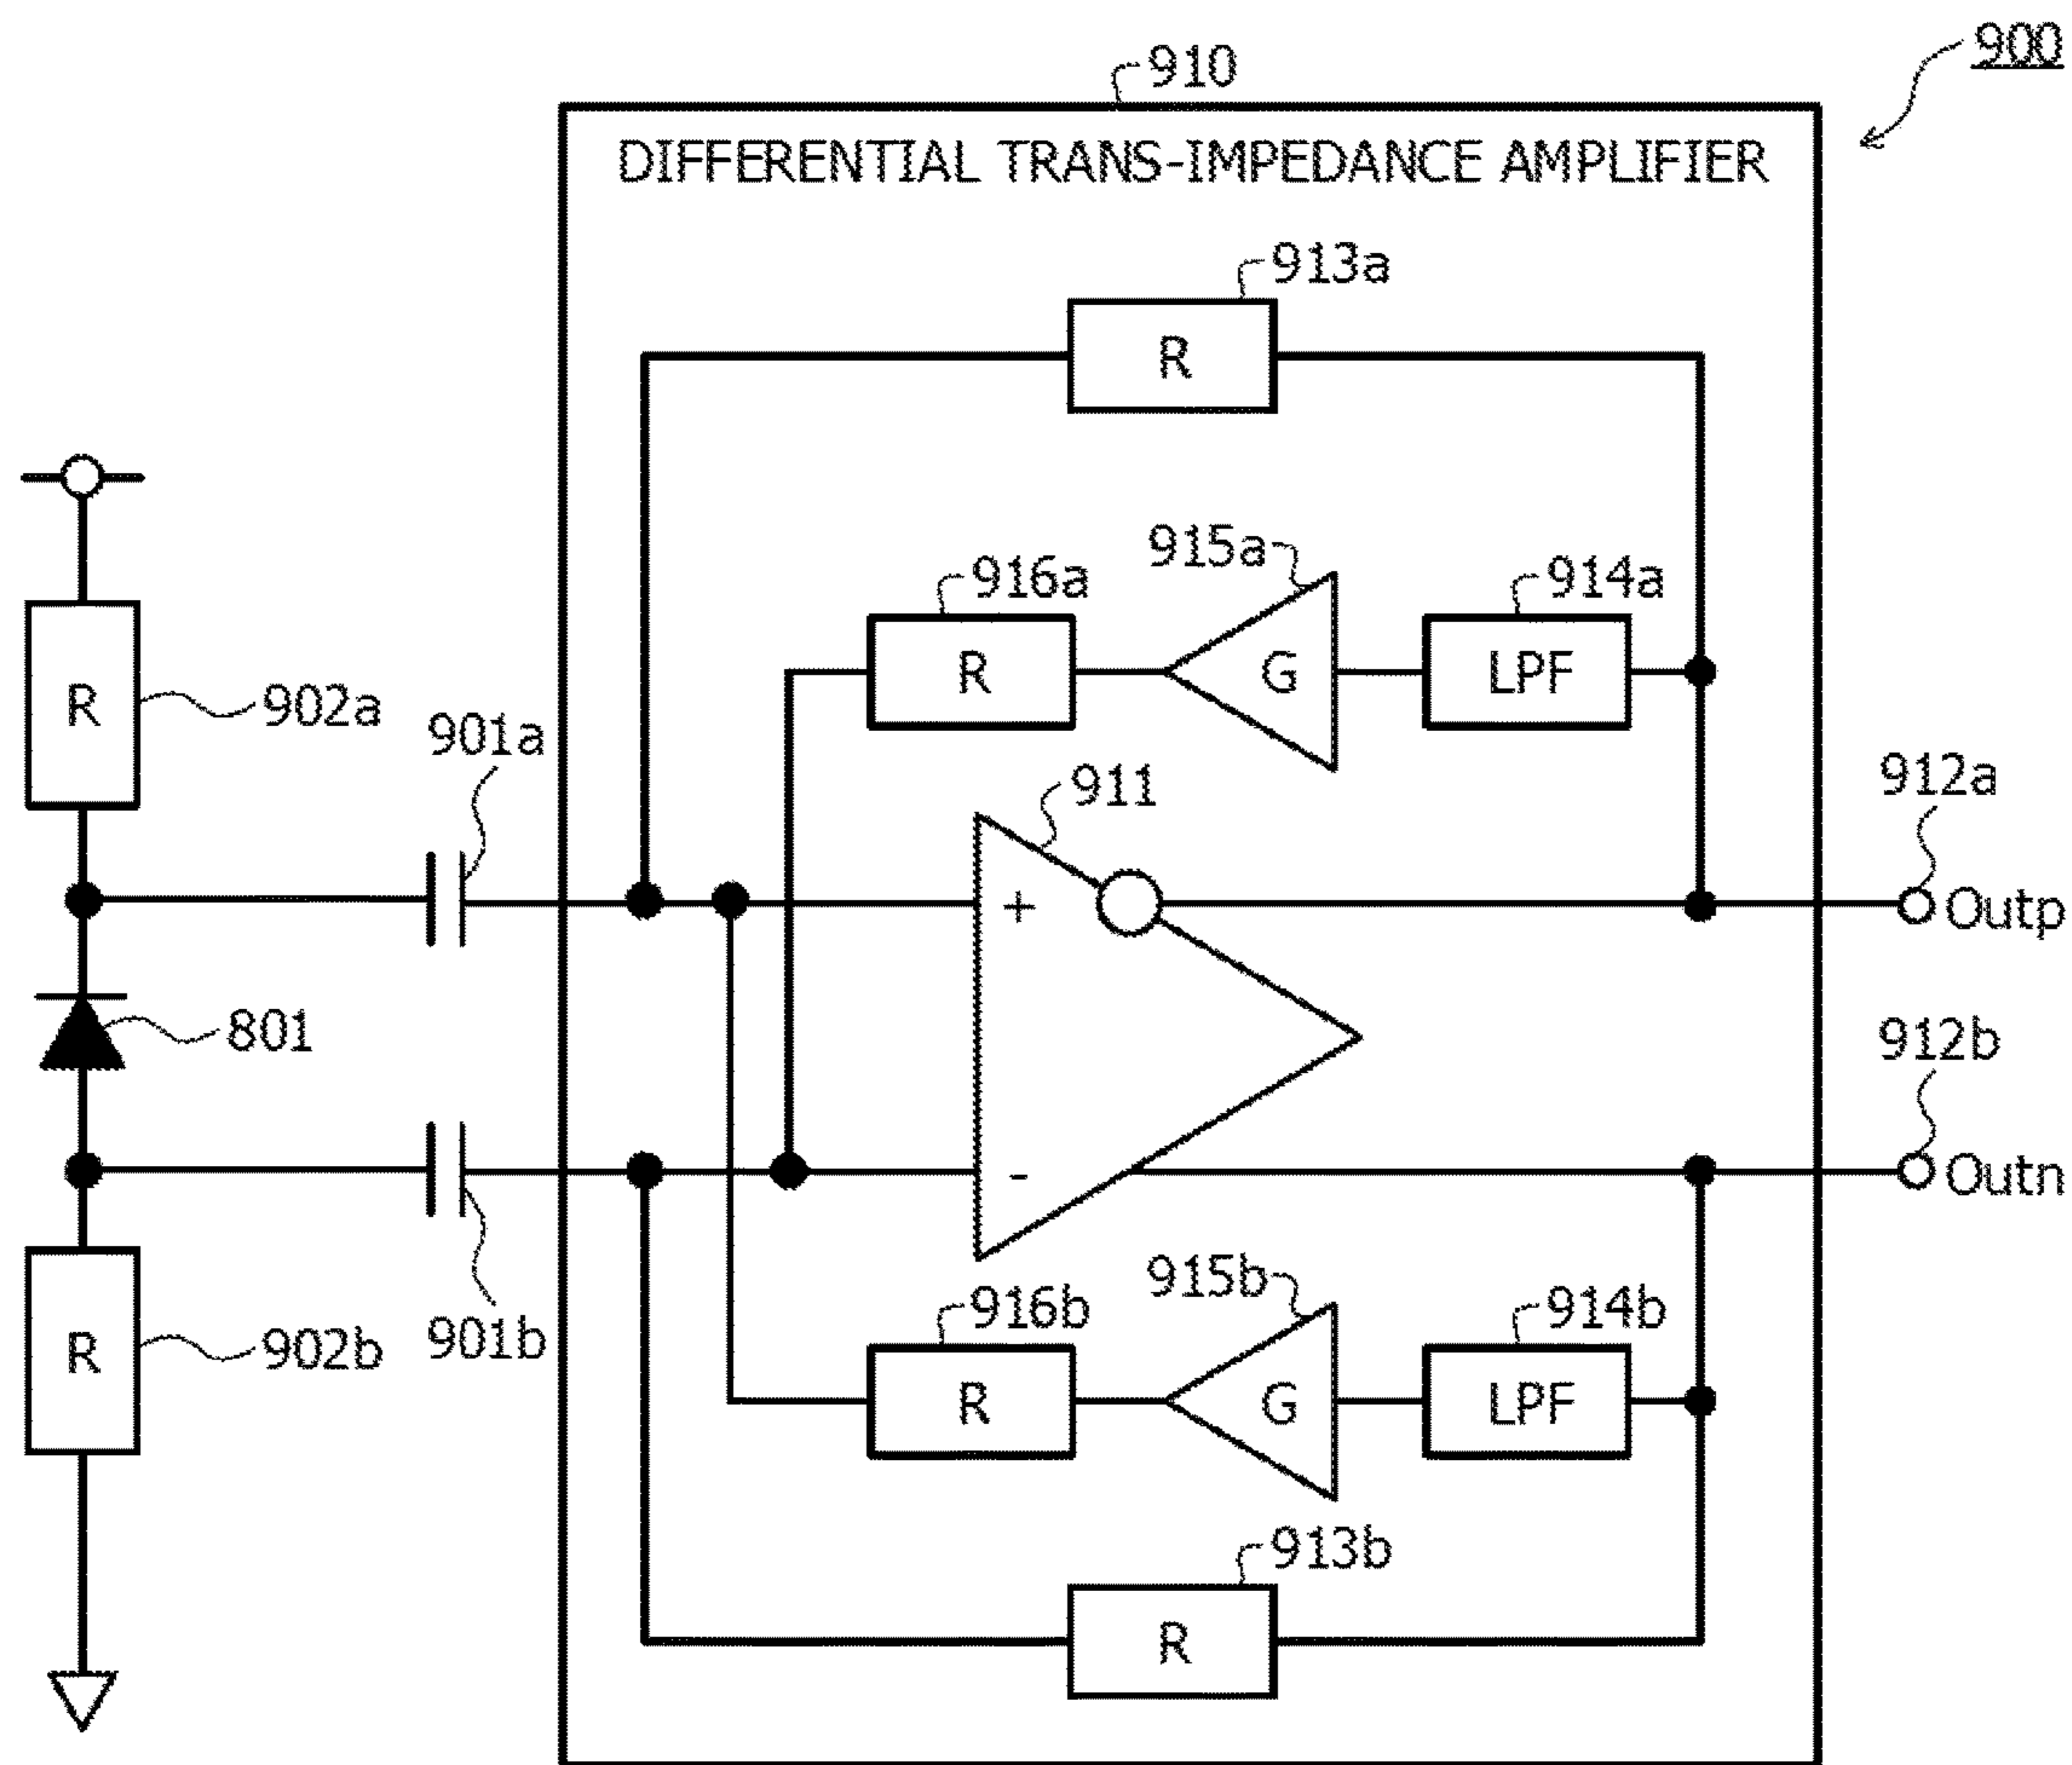 900
910
DIFFERENTIAL TRANS-IMPEDANCE AMPLIFIER
913a
R
915a
916a
914a
R
G
LPF
R
902a
901a
911
912a
+
Outp
801
912b
-
Outn
915b
916b
914b
901b
R
902b
R
G
LPF
913b
R